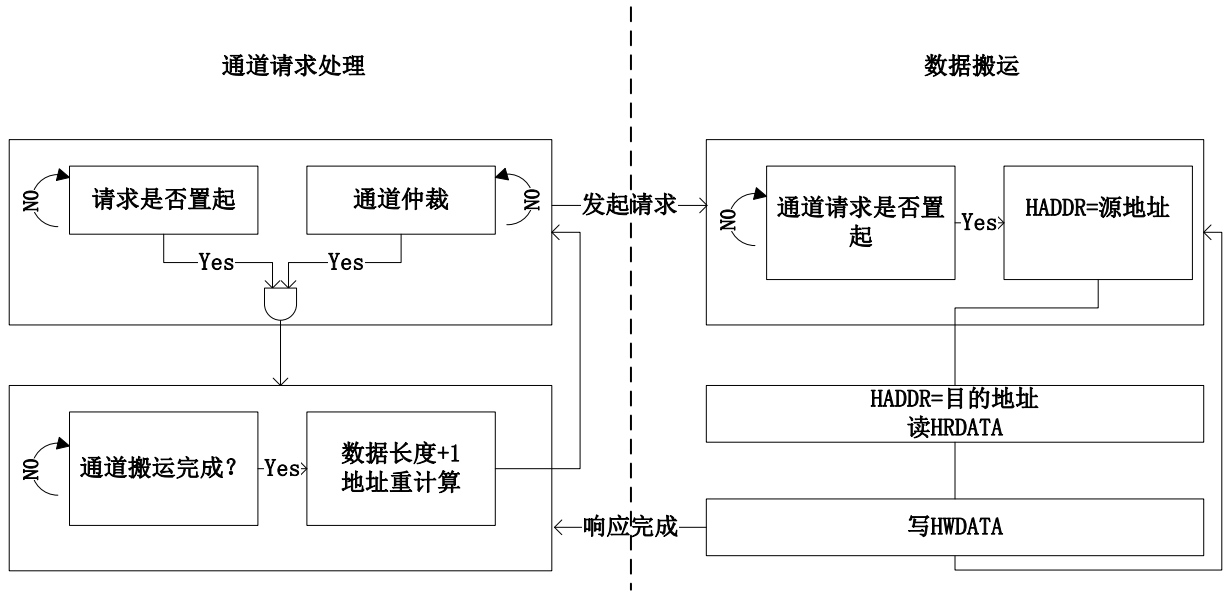 通道请求处理
数据搬运
NO
请求是否置起
通道仲裁
NO
Yes
Yes
发起请求
NO
通道请求是否置
起
Yes
HADDR=源地址
NO
通道搬运完成？
Yes
数据长度+1
地址重计算
HADDR=目的地址
读HRDATA
响应完成
写HWDATA